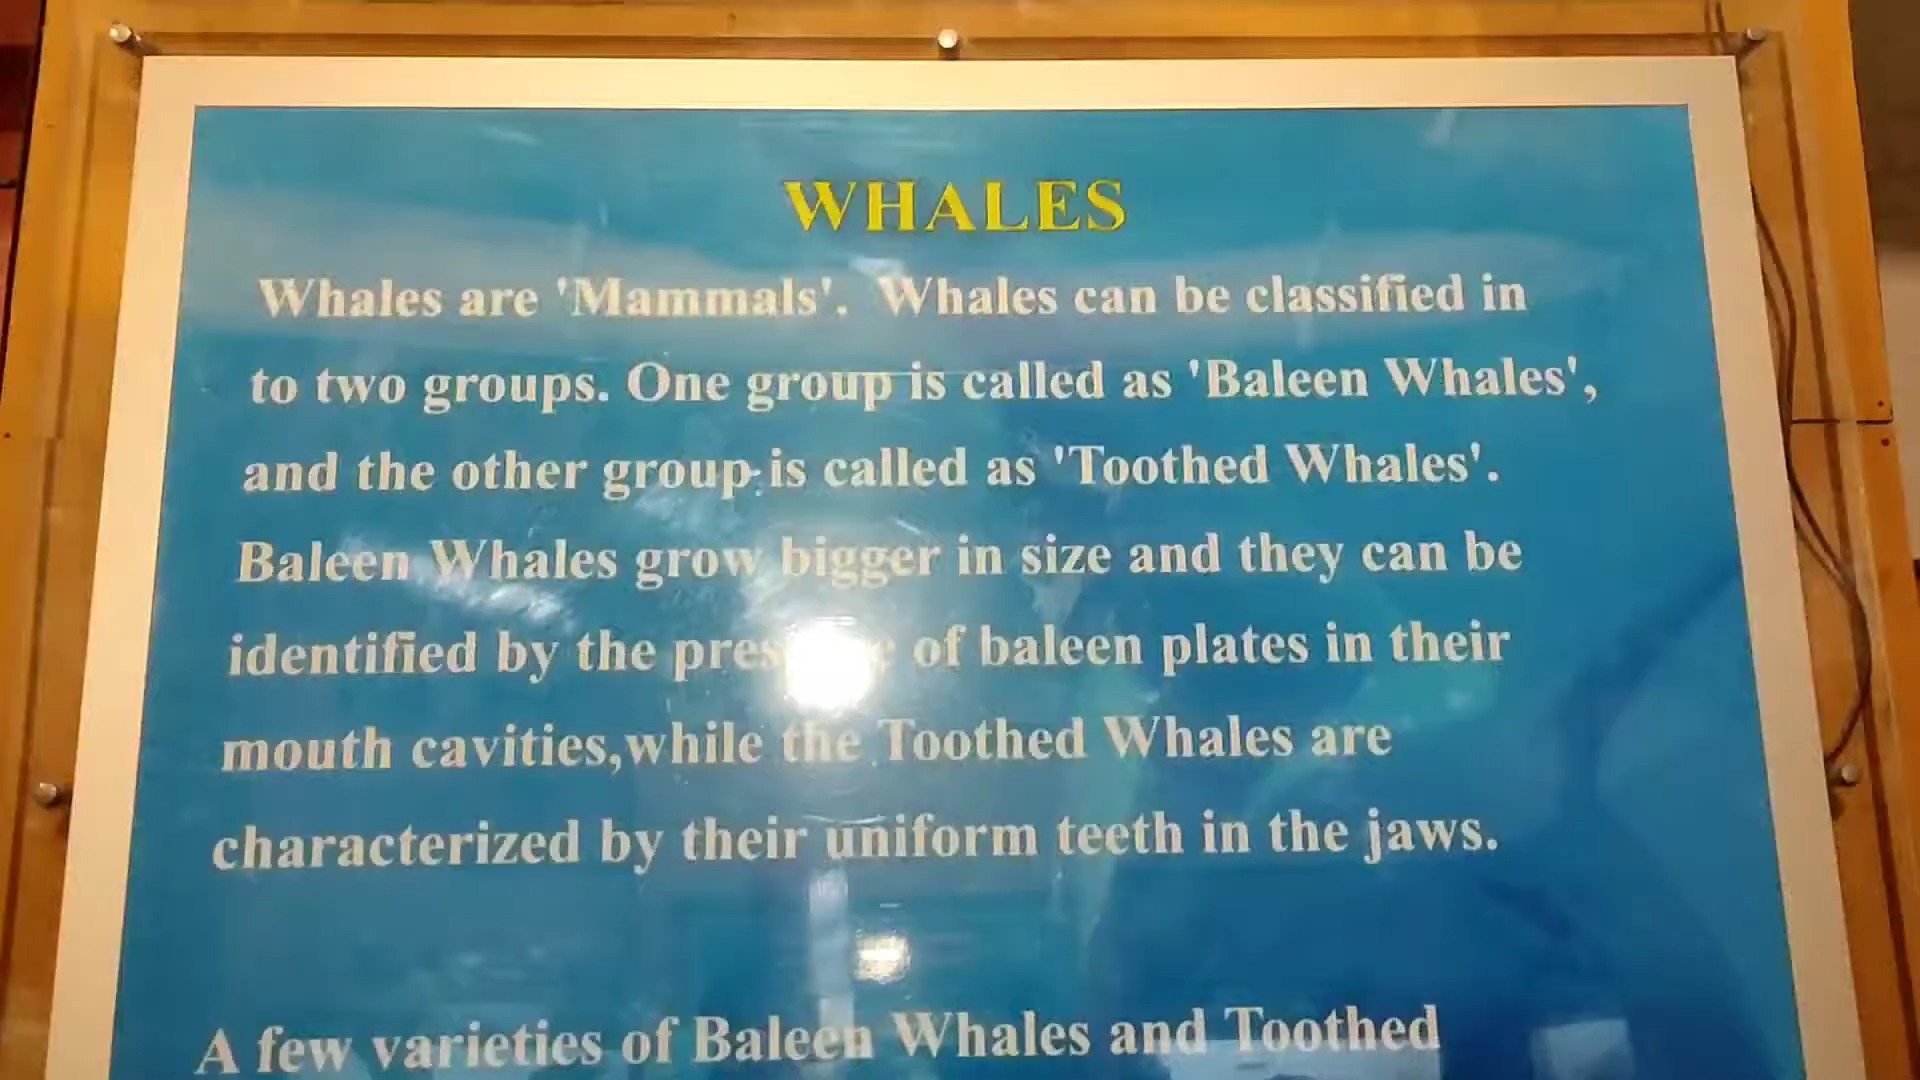 WHALES
Whales are 'Mammals'. Whales can be classified in
to two groups. One group is called as 'Baleen Whales',
and the other group is called as 'Toothed Whales'.
Baleen Whales grow bigger in size and they can be
identified by the of baleen plates in their
mouth cavities,while the Toothed Whales are
characterized by their uniform teeth in the jaws.
A few varieties of Baleen Whales and Toothed